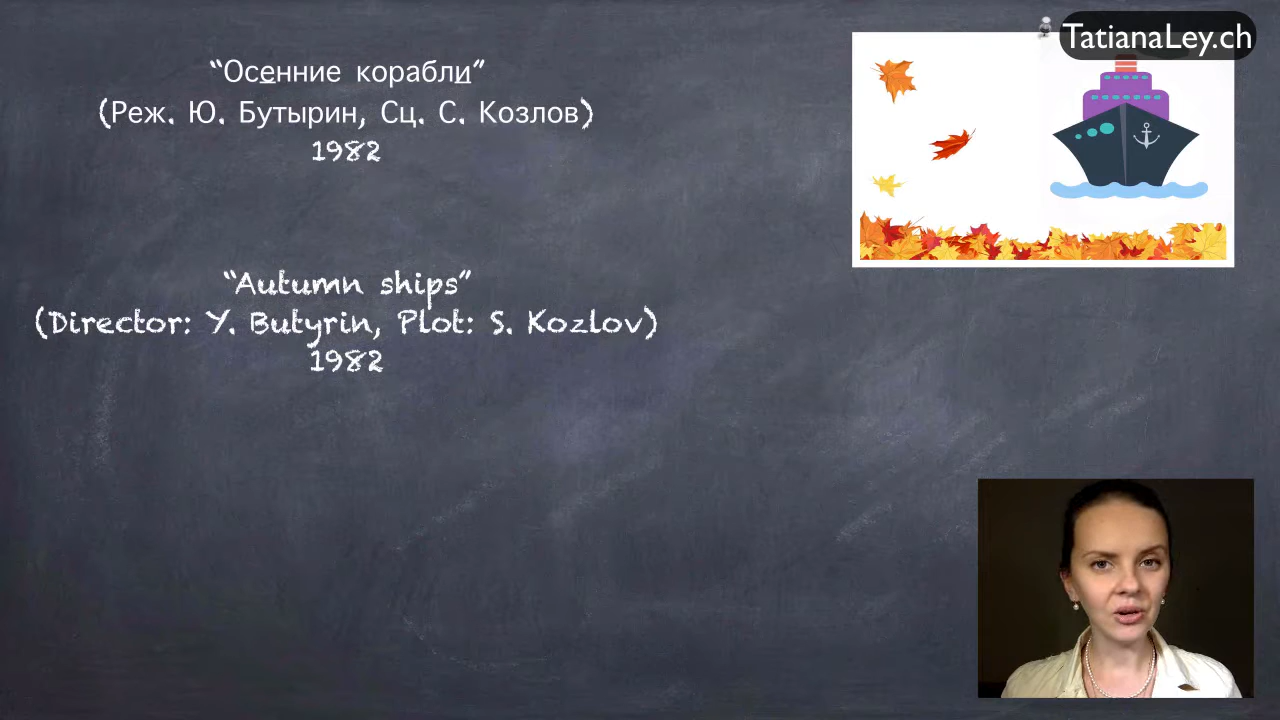 “Осенние корабли”
(Реж. Ю. Бутырин, Сц. С. Козлов)
1982
“Autumn ships”
(Director: Y. Butyrin, Plot: S. Kozlov)
1982
TatianaLey.ch